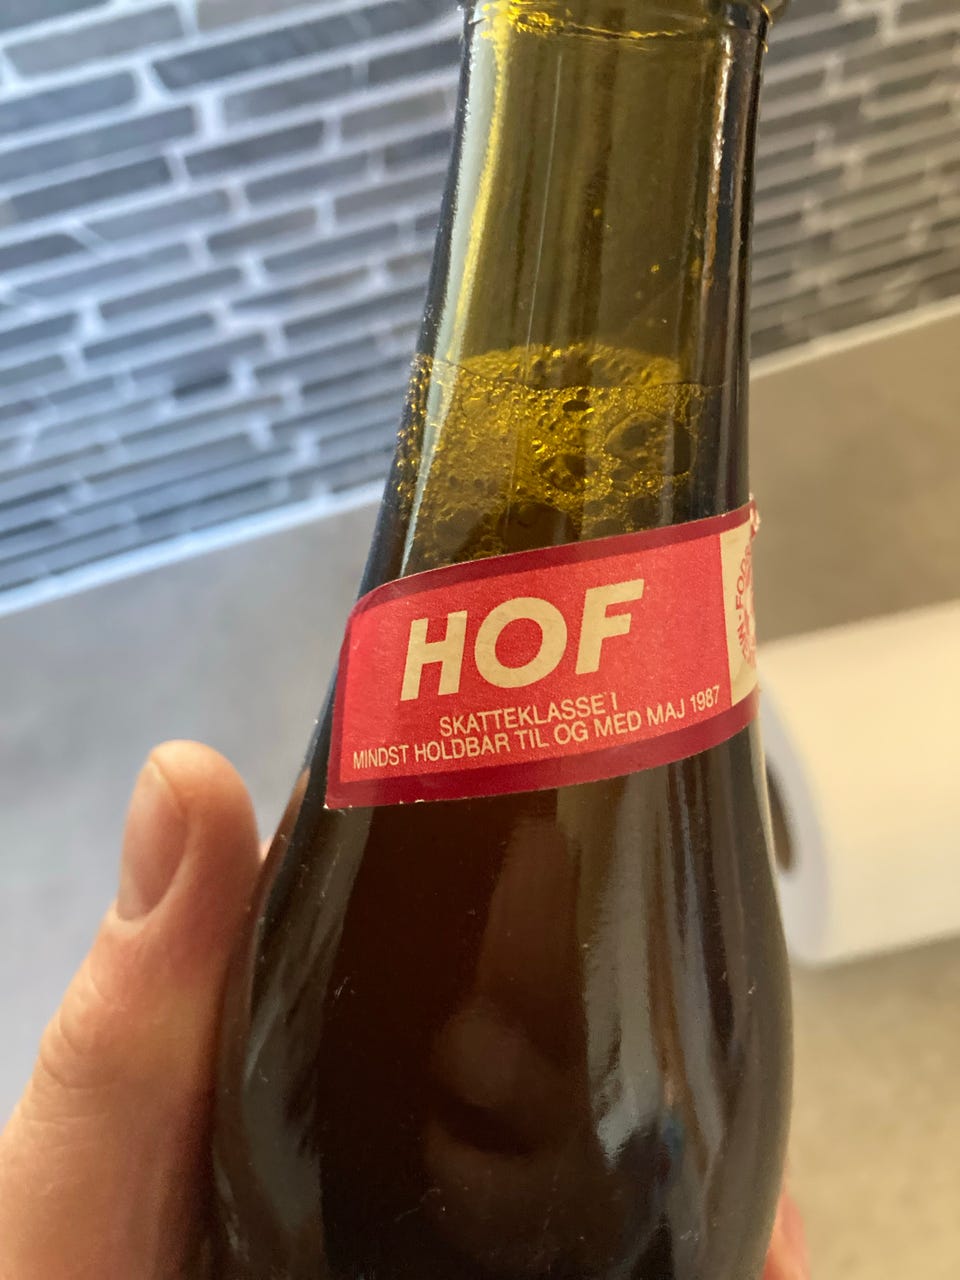 HOF
SKATTEKLASSE I
MINDST HOLDBAR TIL OG MED MAJ 1987